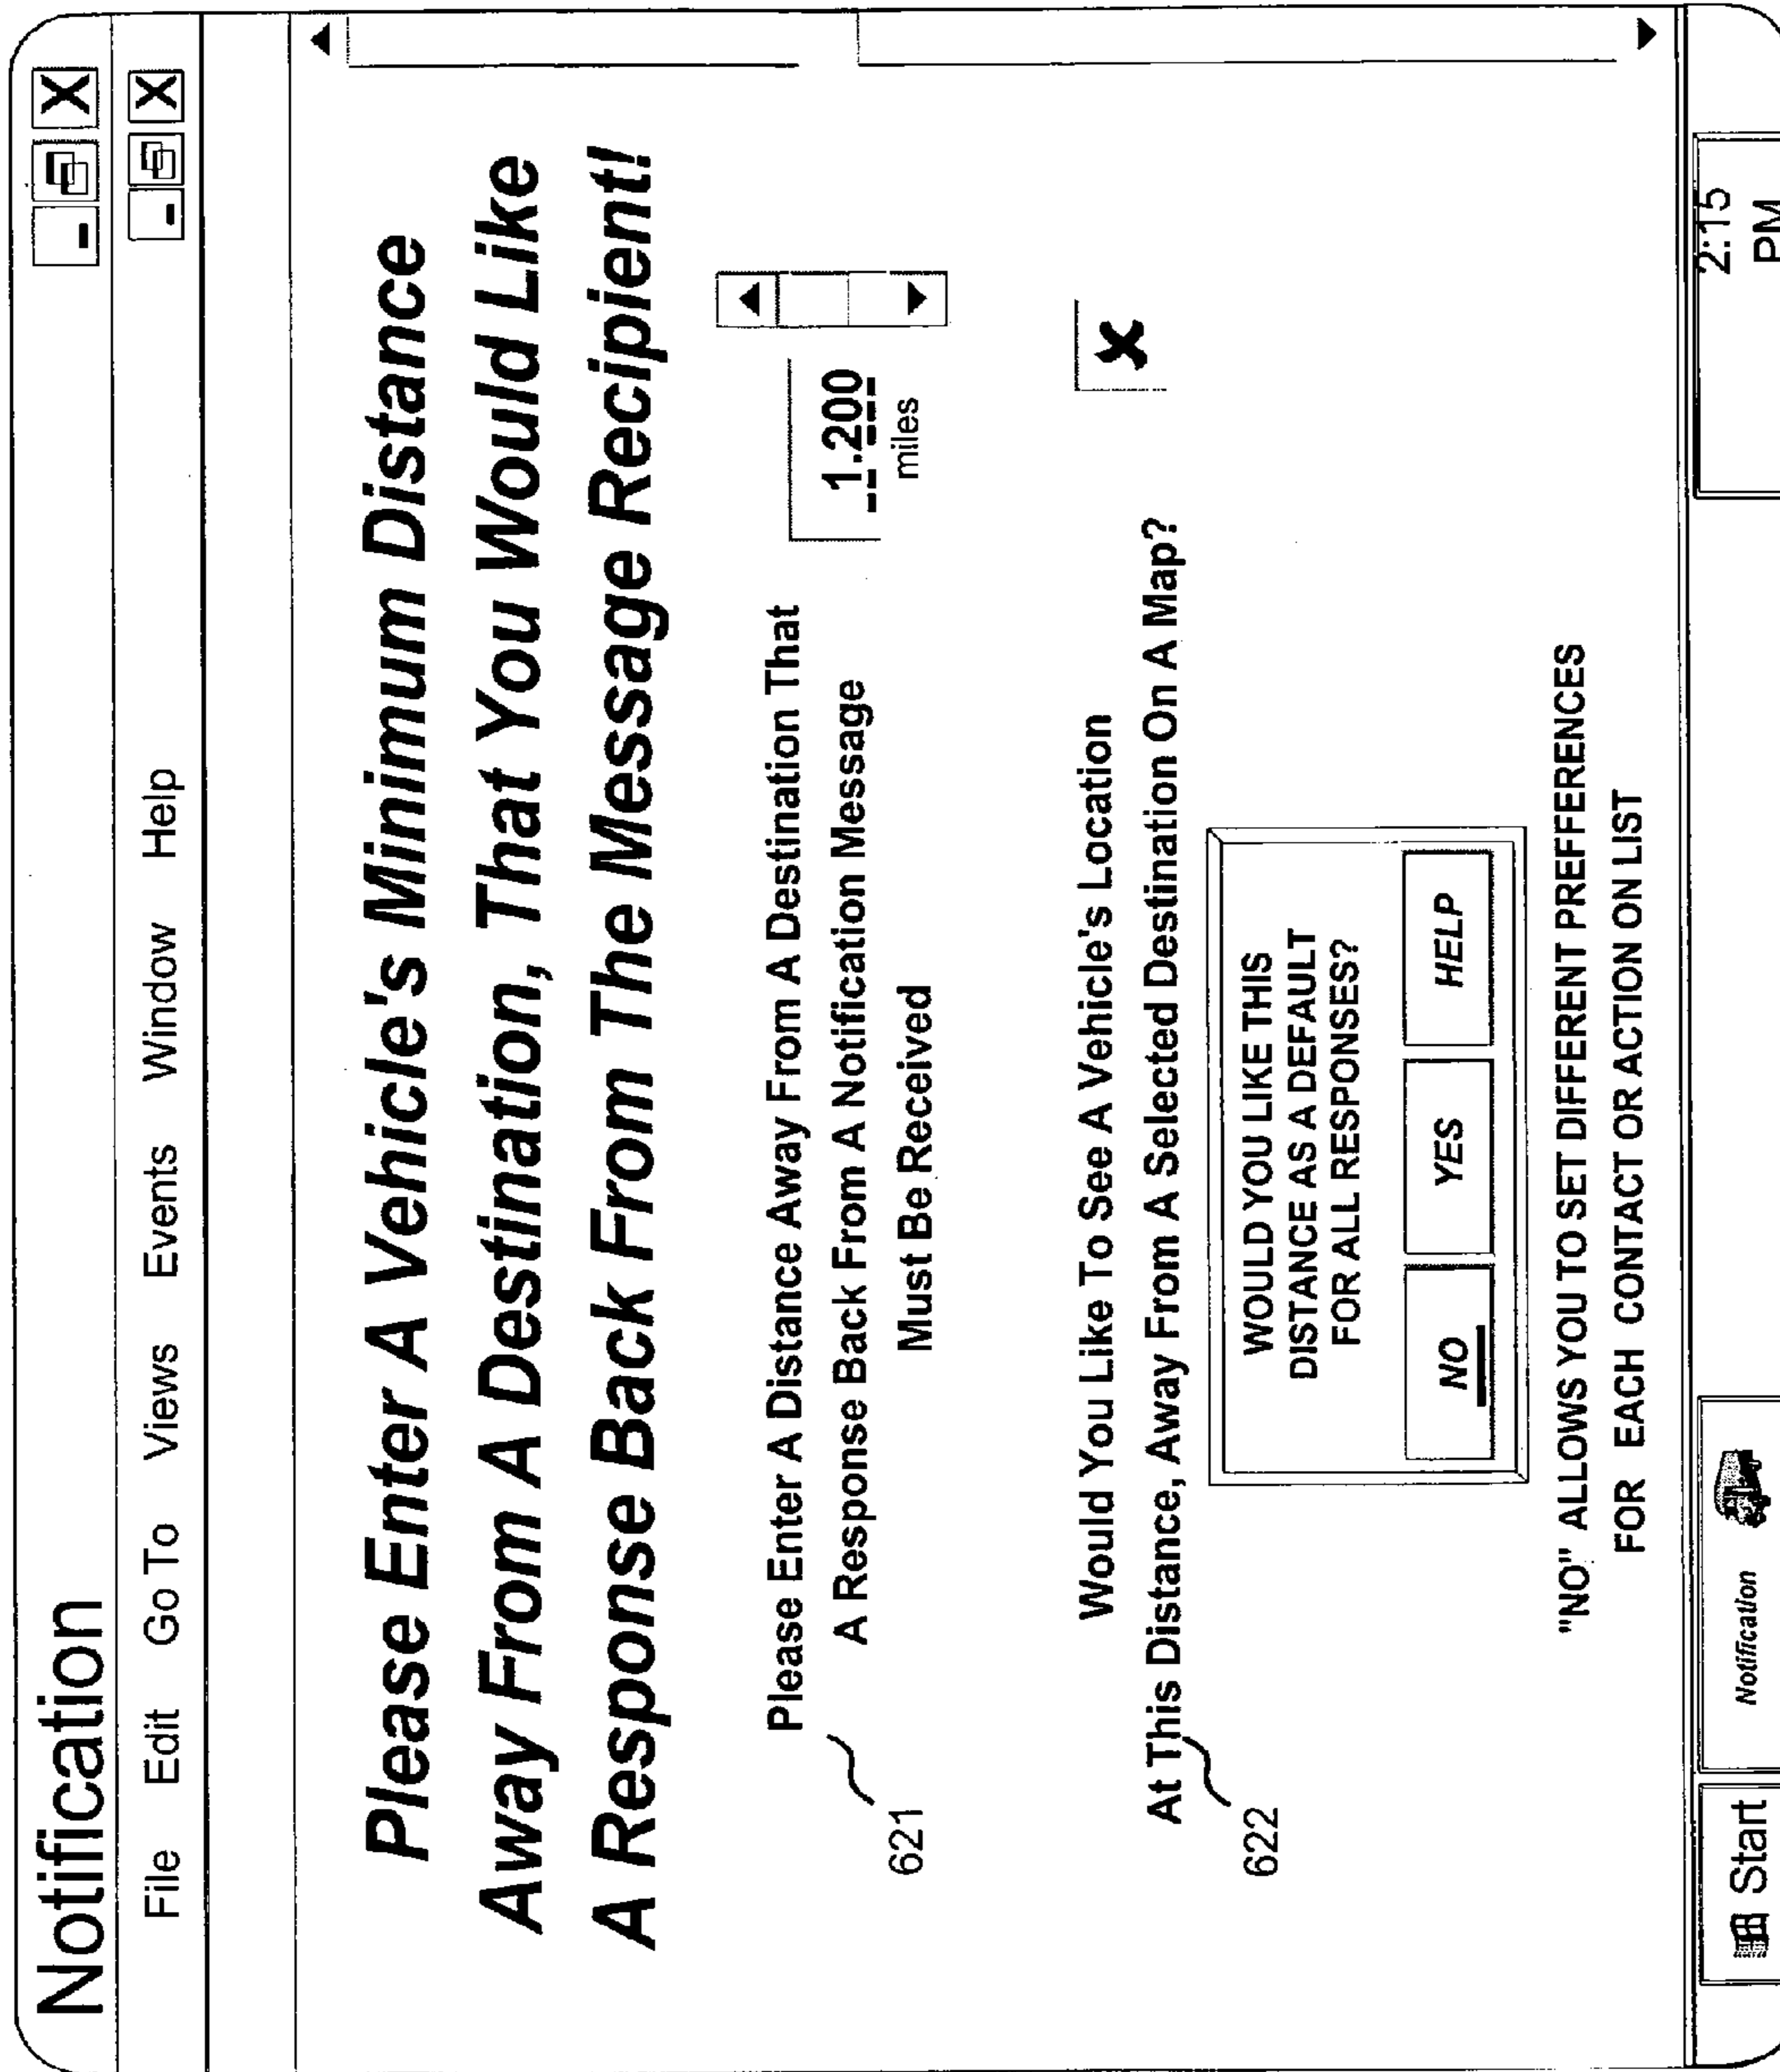 Notification
File Edit Go To Views Events Window Help
Please Enter A Vehicle's Minimum Distance
Away From A Destination, That You Would Like
A Response Back From The Message Recipient!
621
Please Enter A Distance Away From A Destination That
A Response Back From A Notification Message
Must Be Received
1.200
miles
622
Would You Like To See A Vehicle's Location
At This Distance, Away From A Selected Destination On A Map?
X
WOULD YOU LIKE THIS
DISTANCE AS A DEFAULT
FOR ALL RESPONSES?
NO YES HELP
"NO" ALLOWS YOU TO SET DIFFERENT PREFFERENCES
FOR EACH CONTACT OR ACTION ON LIST
Start Notification 2:15
PM